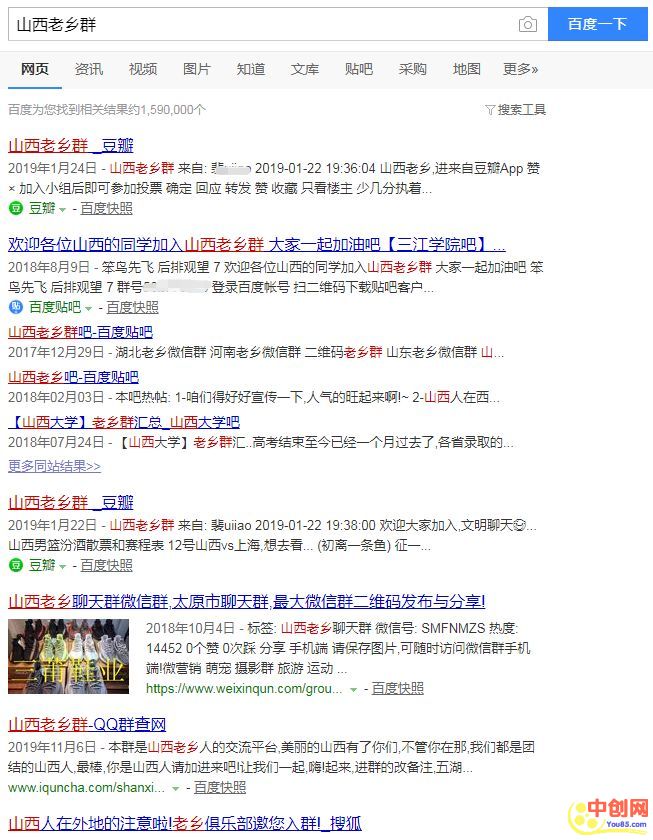 山西老乡群
百度一下
网页 资讯 视频 图片 知道 文库 贴吧 采购 地图 更多»
百度为您找到相关结果约1,590,000个
搜索工具
山西老乡群 _豆瓣
2019年1月24日 - 山西老乡群 来自: 2019-01-22 19:36:04 山西老乡,进来自豆瓣App 赞
× 加入小组后即可参加投票 确定 回应 转发 赞 收藏 只看楼主 少几分执着...
豆 豆瓣 - 百度快照
欢迎各位山西的同学加入山西老乡群 大家一起加油吧【三江学院吧】_...
2018年8月9日 - 笨鸟先飞 后排观望 7 欢迎各位山西的同学加入山西老乡群 大家一起加油吧 笨
鸟先飞 后排观望 7 群号 登录百度帐号 扫二维码下载贴吧客户...
贴 百度贴吧 - 百度快照
山西老乡群吧-百度贴吧
2017年12月29日 - 湖北老乡微信群 河南老乡微信群 二维码老乡群 山东老乡微信群 山...
山西老乡吧-百度贴吧
2018年02月03日 - 本吧热帖: 1-咱们得好好宣传一下,人气的旺起来啊!~ 2-山西人在西...
【山西大学】老乡群汇总_山西大学吧
2018年07月24日 - 【山西大学】老乡群汇..高考结束至今已经一个月过去了,各省录取的...
更多同站结果>>
山西老乡群 _豆瓣
2019年1月22日 - 山西老乡群 来自: 裴uiiao 2019-01-22 19:38:00 欢迎大家加入,文明聊天😊...
山西男篮汾酒散票和赛程表 12号山西vs上海,想去看... (初离一条鱼) 征一...
豆 豆瓣 - 百度快照
山西老乡聊天群微信群,太原市聊天群,最大微信群二维码发布与分享!
2018年10月4日 - 标签: 山西老乡聊天群 微信号: SMFNMZS 热度:
14452 0个赞 0次踩 分享 手机端 请保存图片,可随时访问微信群手机
端!微营销 萌宠 摄影群 旅游 运动 ...
https://www.weixinqun.com/grou... - 百度快照
山西老乡群-QQ群查网
2019年11月6日 - 本群是山西老乡人的交流平台,美丽的山西有了你们,不管你在那,我们都是团
结的山西人,最棒,你是山西人请加进来吧!让我们一起,嗨!起来,进群的改备注,五湖...
www.iquncha.com/shanxi... - 百度快照
山西人在外地的注意啦!老乡俱乐部邀您入群!_搜狐
中创网
You85.com